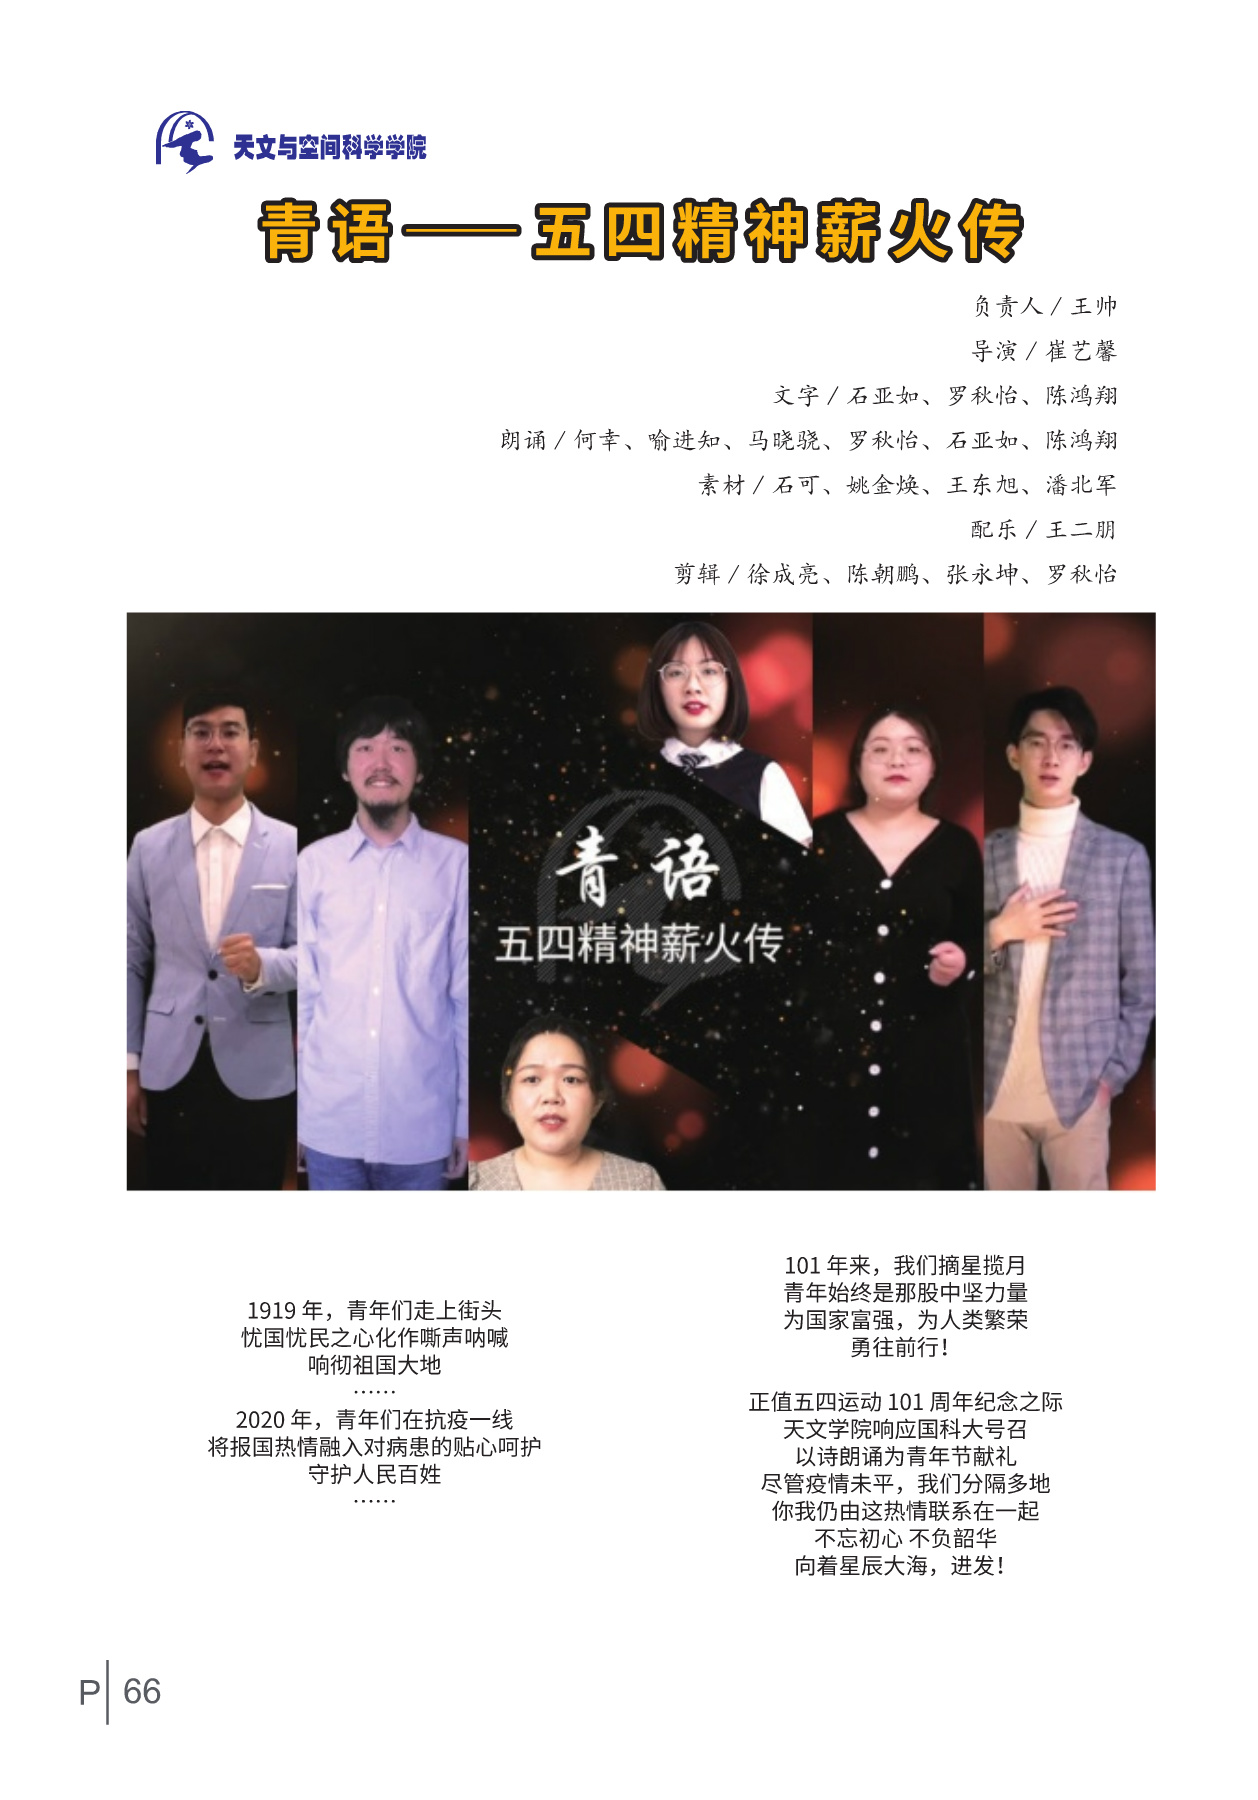 天文与空间科学学院
青语——五四精神薪火传
负责人 / 王帅
导演 / 崔艺馨
文字 / 石亚如、罗秋怡、陈鸿翔
朗诵 / 何幸、喻进知、马晓骁、罗秋怡、石亚如、陈鸿翔
素材 / 石可、姚金焕、王东旭、潘北军
配乐 / 王二朋
剪辑 / 徐成亮、陈朝鹏、张永坤、罗秋怡
青语
五四精神薪火传
1919 年，青年们走上街头
忧国忧民之心化作嘶声呐喊
响彻祖国大地
……
2020 年，青年们在抗疫一线
将报国热情融入对病患的贴心呵护
守护人民百姓
……
101 年来，我们摘星揽月
青年始终是那股中坚力量
为国家富强，为人类繁荣
勇往前行！
正值五四运动 101 周年纪念之际
天文学院响应国科大号召
以诗朗诵为青年节献礼
尽管疫情未平，我们分隔多地
你我仍由这热情联系在一起
不忘初心 不负韶华
向着星辰大海，进发！
P 66